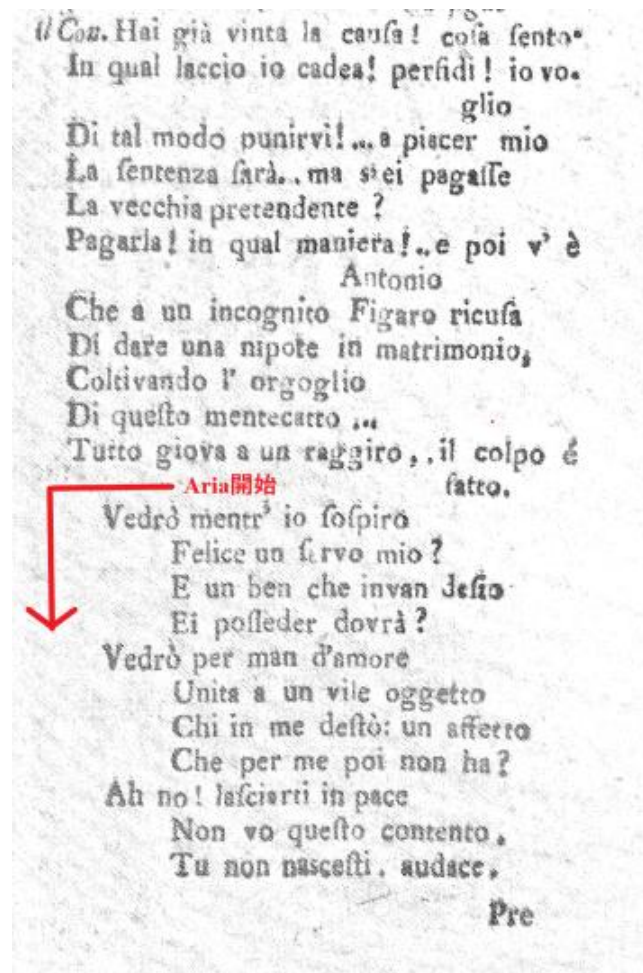 il Con. Hai già vinta la cauſa! coſa ſento.
In qual laccio io cadea! perfidi! io vo-
glio
Di tal modo punirvi!... a piacer mio
La ſentenza ſarà.. ma s'ei pagaſſe
La vecchia pretendente?
Pagarla! in qual maniera!.. e poi v' è
Antonio
Che a un incognito Figaro ricuſa
Di dare una nipote in matrimonio,
Coltivando l' orgoglio
Di queſto mentecatto ...
Tutto giova a un raggiro, . il colpo é
fatto.
Aria開始
Vedrò mentr' io ſoſpiro
Felice un ſervo mio?
E un ben che invan deſio
Ei poſſeder dovrà?
Vedrò per man d'amore
Unita a un vile oggetto
Chi in me deſtò: un affetto
Che per me poi non ha?
Ah no! laſciarti in pace
Non vo queſto contento.
Tu non naſceſti. audace,
Pre